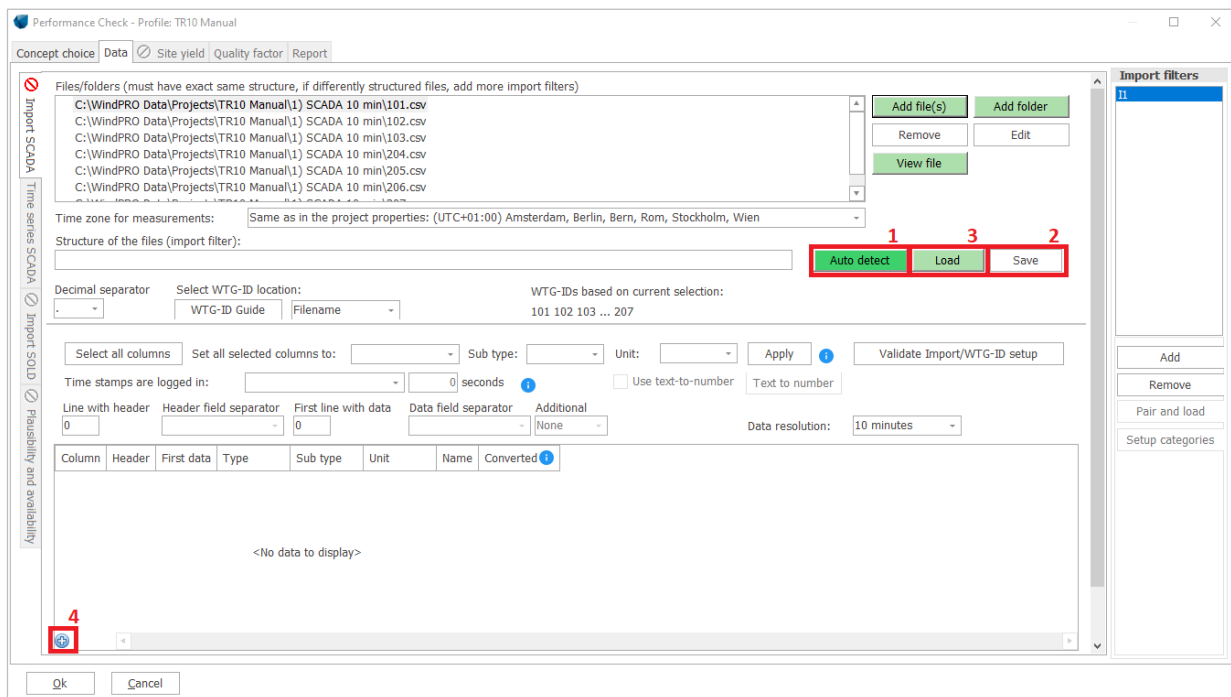 Performance Check - Profile: TR10 Manual
Concept choice Data Site yield Quality factor Report
Import SCADA
Time series SCADA
Import SOLD
Plausibility and availability
Files/folders (must have exact same structure, if differently structured files, add more import filters)
C:\WindPRO Data\Projects\TR10 Manual\1) SCADA 10 min\101.csv
C:\WindPRO Data\Projects\TR10 Manual\1) SCADA 10 min\102.csv
C:\WindPRO Data\Projects\TR10 Manual\1) SCADA 10 min\103.csv
C:\WindPRO Data\Projects\TR10 Manual\1) SCADA 10 min\204.csv
C:\WindPRO Data\Projects\TR10 Manual\1) SCADA 10 min\205.csv
C:\WindPRO Data\Projects\TR10 Manual\1) SCADA 10 min\206.csv
Add file(s) Add folder
Remove Edit
View file
Time zone for measurements: Same as in the project properties: (UTC+01:00) Amsterdam, Berlin, Bern, Rom, Stockholm, Wien
Structure of the files (import filter):
1 3 2
Auto detect Load Save
Decimal separator Select WTG-ID location: WTG-IDs based on current selection:
. WTG-ID Guide Filename 101 102 103 ... 207
Select all columns Set all selected columns to: Sub type: Unit: Apply Validate Import/WTG-ID setup
Time stamps are logged in: 0 seconds Use text-to-number Text to number
Line with header Header field separator First line with data Data field separator Additional
0 0 None Data resolution: 10 minutes
Column Header First data Type Sub type Unit Name Converted
<No data to display>
4
Import filters
I1
Add
Remove
Pair and load
Setup categories
Ok Cancel